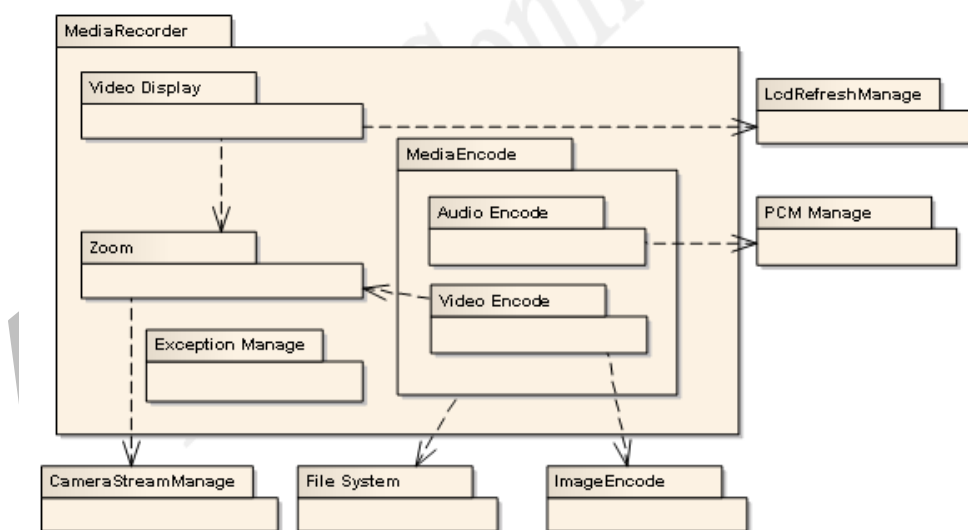 MediaRecorder
Video Display
LcdRefreshManage
MediaEncode
Audio Encode
PCM Manage
Zoom
Video Encode
Exception Manage
CameraStreamManage
File System
ImageEncode